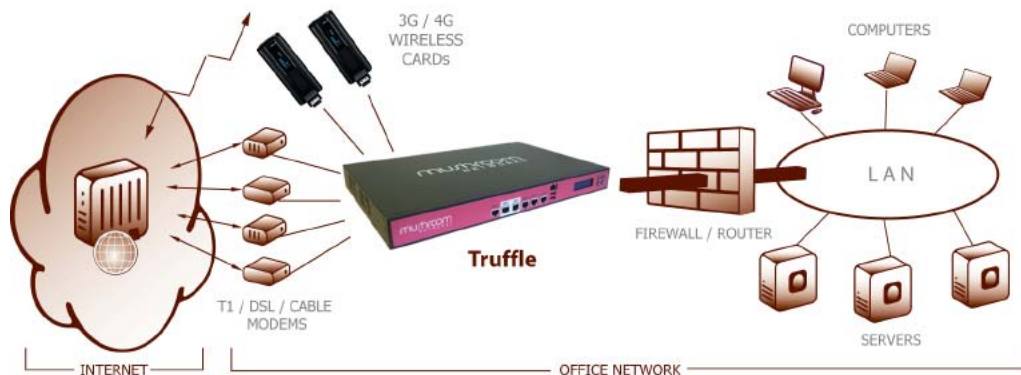 3G / 4G
WIRELESS
CARDs
COMPUTERS
mushroom
NETWORKS
mushroom
LAN
FIREWALL / ROUTER
Truffle
T1 / DSL / CABLE
MODEMS
SERVERS
INTERNET
OFFICE NETWORK